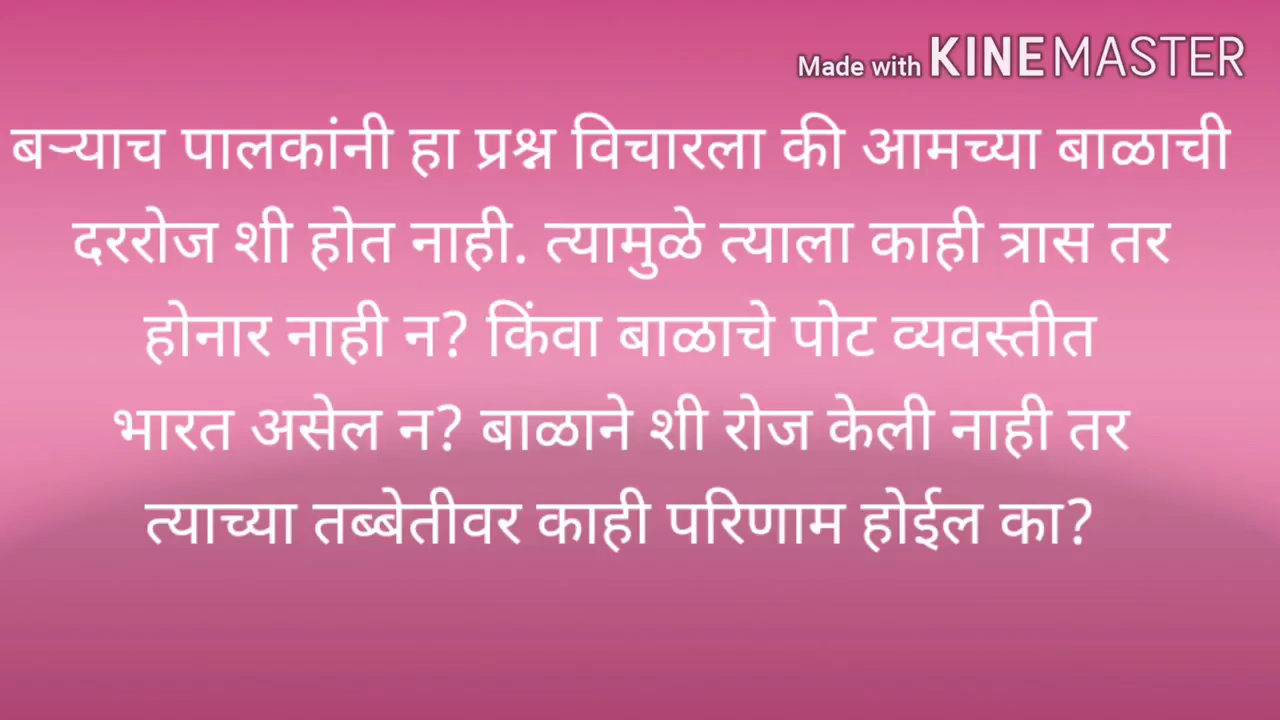 Made with KINEMASTER
बऱ्याच पालकांनी हा प्रश्न विचारला की आमच्या बाळाची
दररोज शी होत नाही. त्यामुळे त्याला काही त्रास तर
होनार नाही न? किंवा बाळाचे पोट व्यवस्तीत
भारत असेल न? बाळाने शी रोज केली नाही तर
त्याच्या तब्बेतीवर काही परिणाम होईल का?